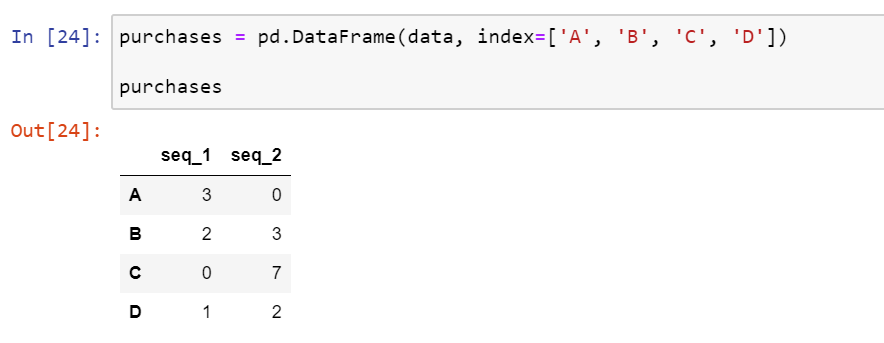 In [24]: purchases = pd.DataFrame(data, index=['A', 'B', 'C', 'D'])
purchases
Out[24]:
seq_1 seq_2
A 3 0
B 2 3
C 0 7
D 1 2